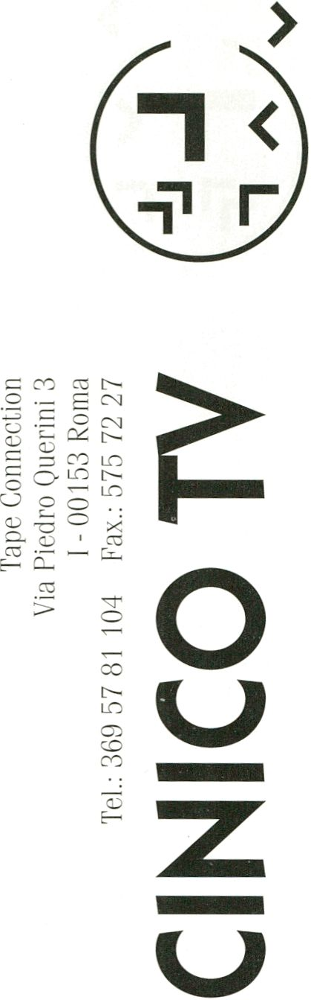 Tape Connection
Via Piedro Querini 3
I - 00153 Roma
Tel.: 369 57 81 104 Fax.: 575 72 27
CINICO TV